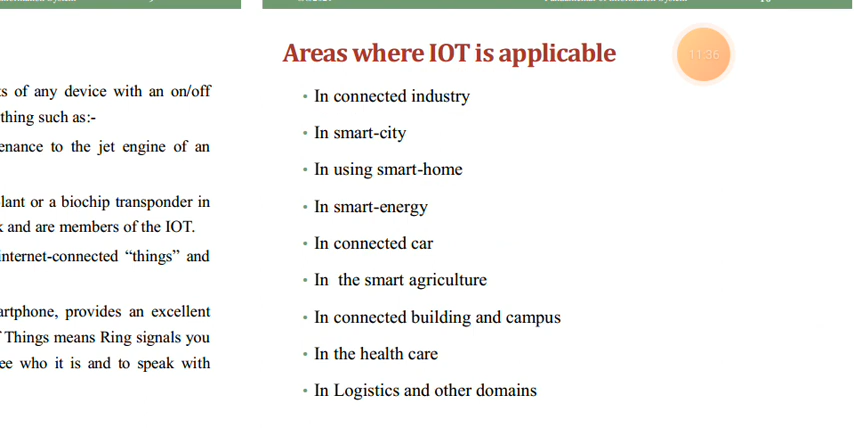 s of any device with an on/off
thing such as:-
enance to the jet engine of an
lant or a biochip transponder in
k and are members of the IOT.
internet-connected “things” and
artphone, provides an excellent
Things means Ring signals you
ee who it is and to speak with
Areas where IOT is applicable
11:36
• In connected industry
• In smart-city
• In using smart-home
• In smart-energy
• In connected car
• In  the smart agriculture
• In connected building and campus
• In the health care
• In Logistics and other domains